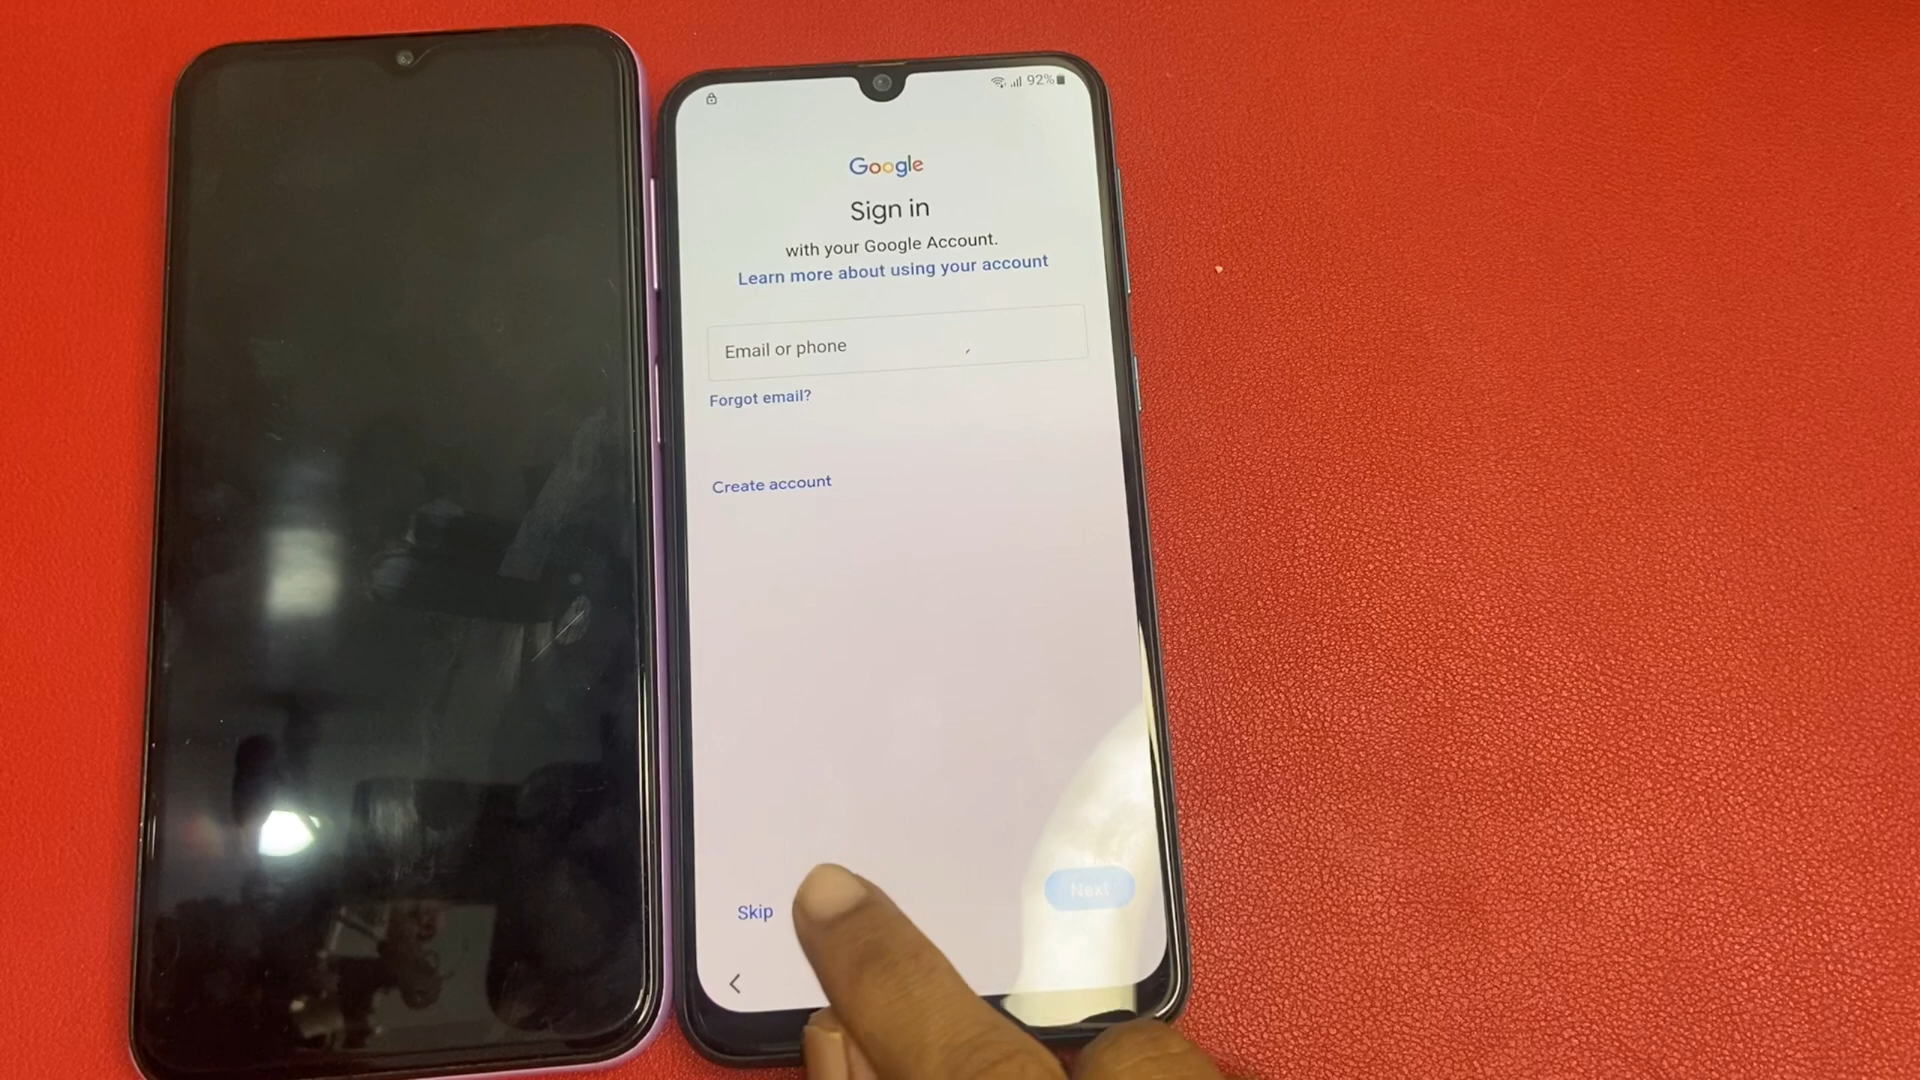 92%
Google
Sign in
with your Google Account.
Learn more about using your account
Email or phone
Forgot email?
Create account
Skip
Next